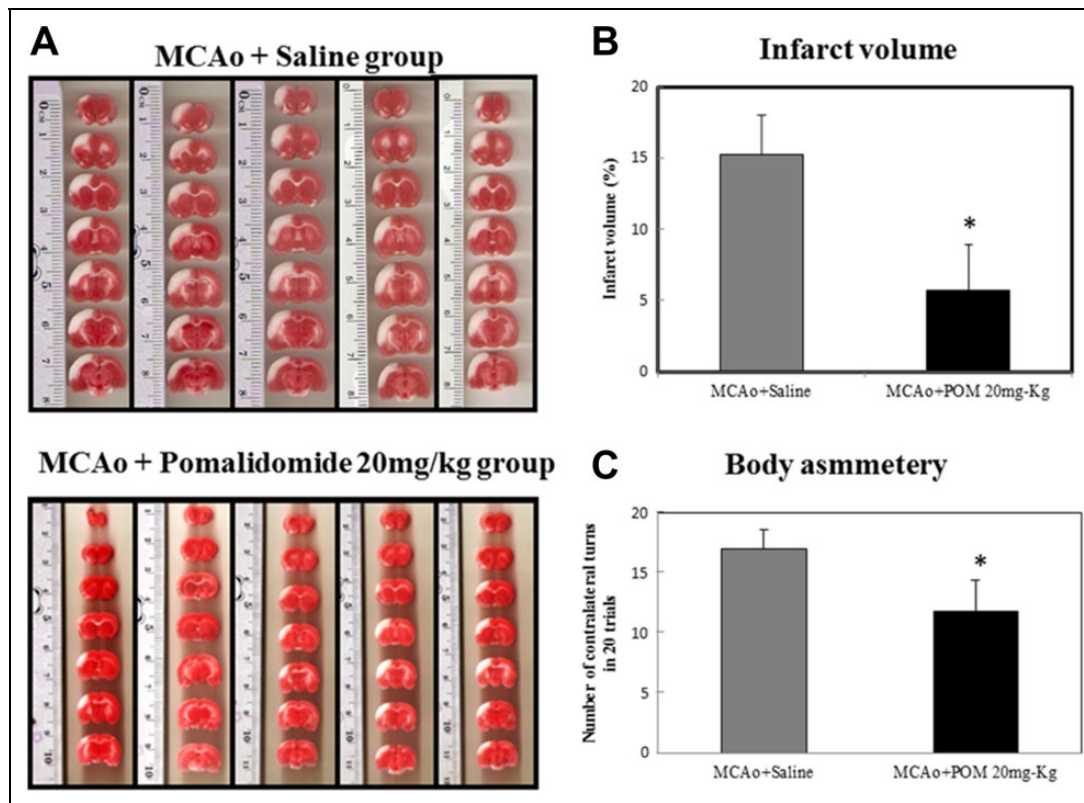 A
MCAo + Saline group
MCAo + Pomalidomide 20mg/kg group
B
Infarct volume
Infarct volume (%)
20
15
10
5
0
*
MCAo+Saline
MCAo+POM 20mg-Kg
C
Body asmmetery
Number of contralateral turns
in 20 trials
20
15
10
5
0
*
MCAo+Saline
MCAo+POM 20mg-Kg